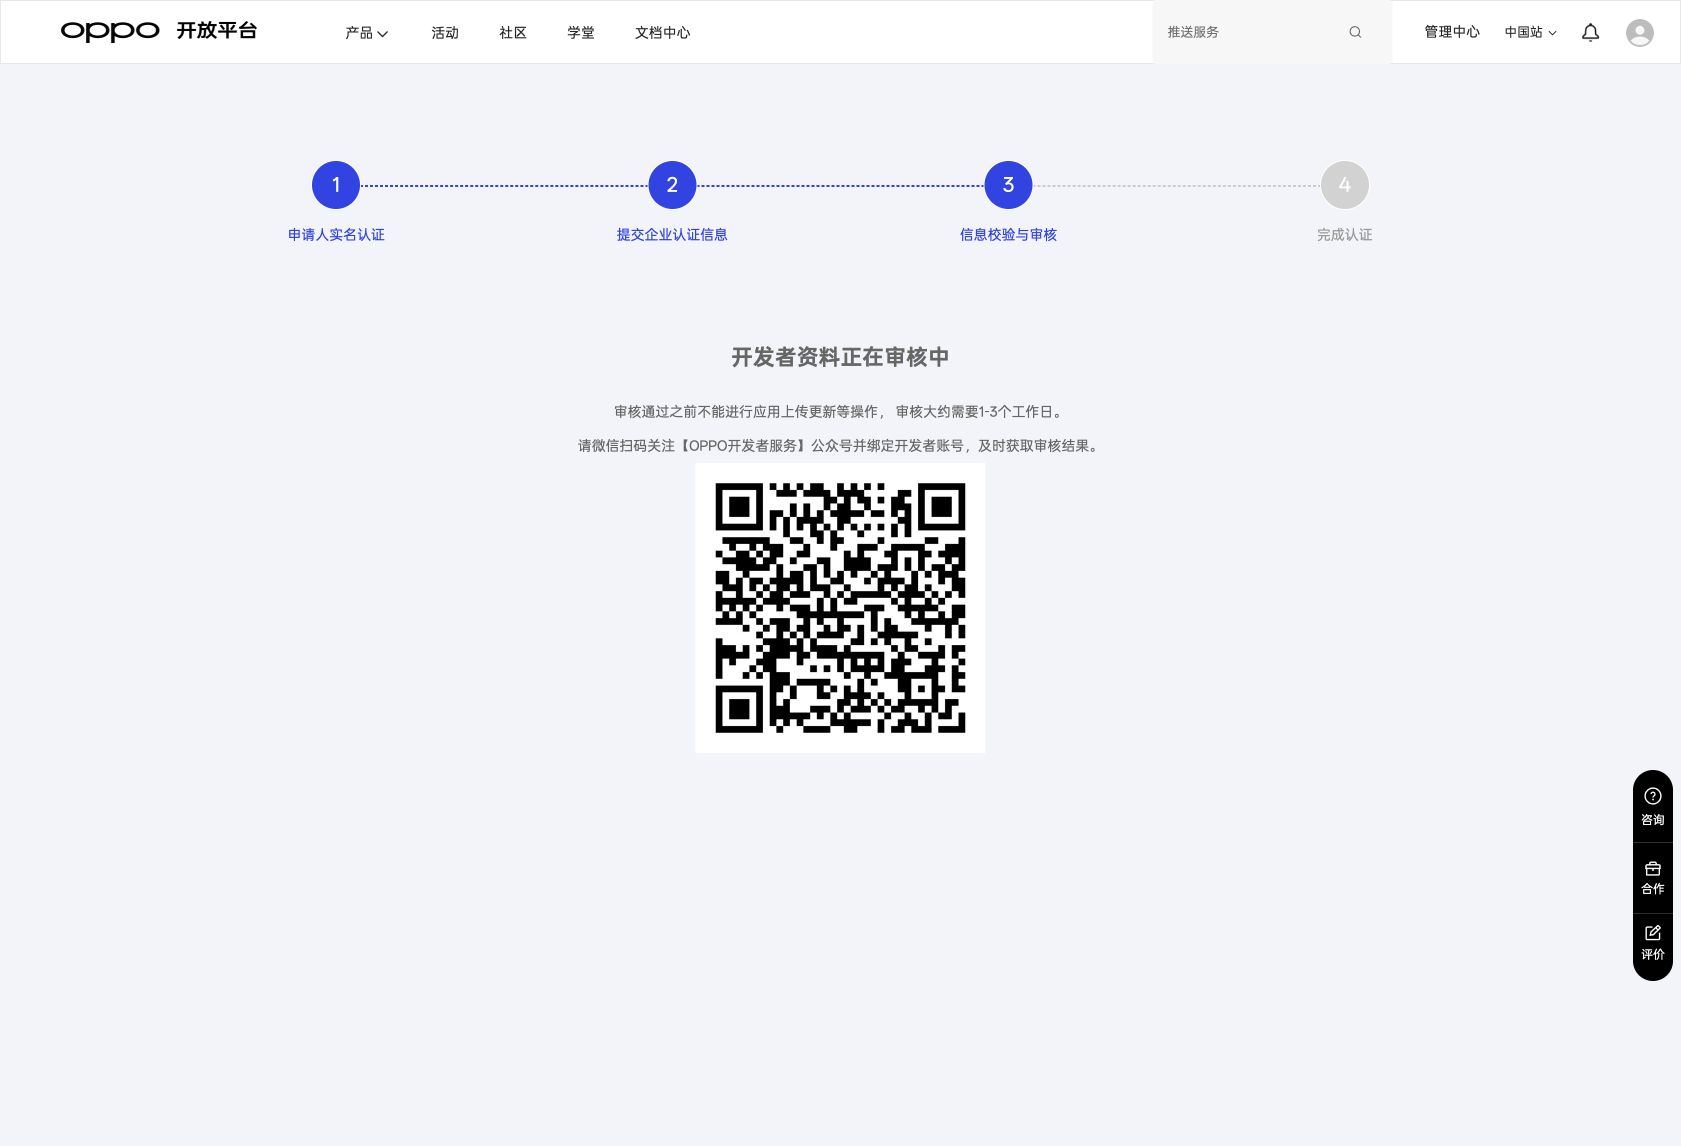 oppo 开放平台
产品
活动
社区
学堂
文档中心
推送服务
管理中心
中国站
1
2
3
4
申请人实名认证
提交企业认证信息
信息校验与审核
完成认证
开发者资料正在审核中
审核通过之前不能进行应用上传更新等操作， 审核大约需要1-3个工作日。
请微信扫码关注【OPPO开发者服务】公众号并绑定开发者账号，及时获取审核结果。
咨询
合作
评价